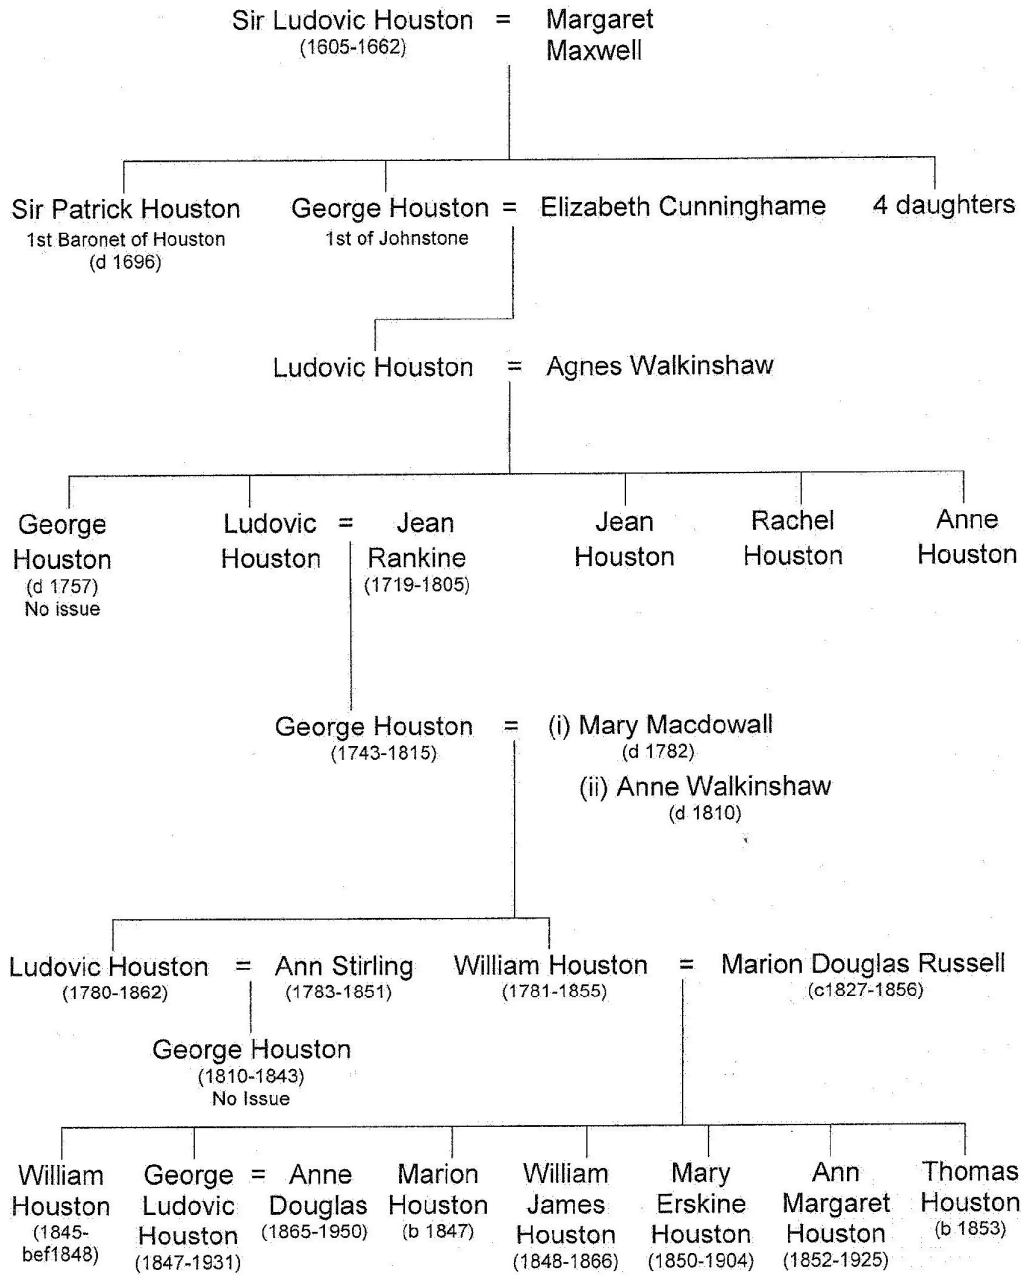 Sir Ludovic Houston = Margaret
(1605-1662) Maxwell
Sir Patrick Houston George Houston = Elizabeth Cunninghame 4 daughters
1st Baronet of Houston 1st of Johnstone
(d 1696)
Ludovic Houston = Agnes Walkinshaw
George Ludovic = Jean Jean Rachel Anne
Houston Houston Rankine Houston Houston Houston
(d 1757) (1719-1805)
No issue
George Houston = (i) Mary Macdowall
(1743-1815) (d 1782)
(ii) Anne Walkinshaw
(d 1810)
Ludovic Houston = Ann Stirling William Houston = Marion Douglas Russell
(1780-1862) (1783-1851) (1781-1855) (c1827-1856)
George Houston
(1810-1843)
No Issue
William George = Anne Marion William Mary Ann Thomas
Houston Ludovic Douglas Houston James Erskine Margaret Houston
(1845- Houston (1865-1950) (b 1847) Houston Houston Houston (b 1853)
bef1848) (1847-1931) (1848-1866) (1850-1904) (1852-1925)